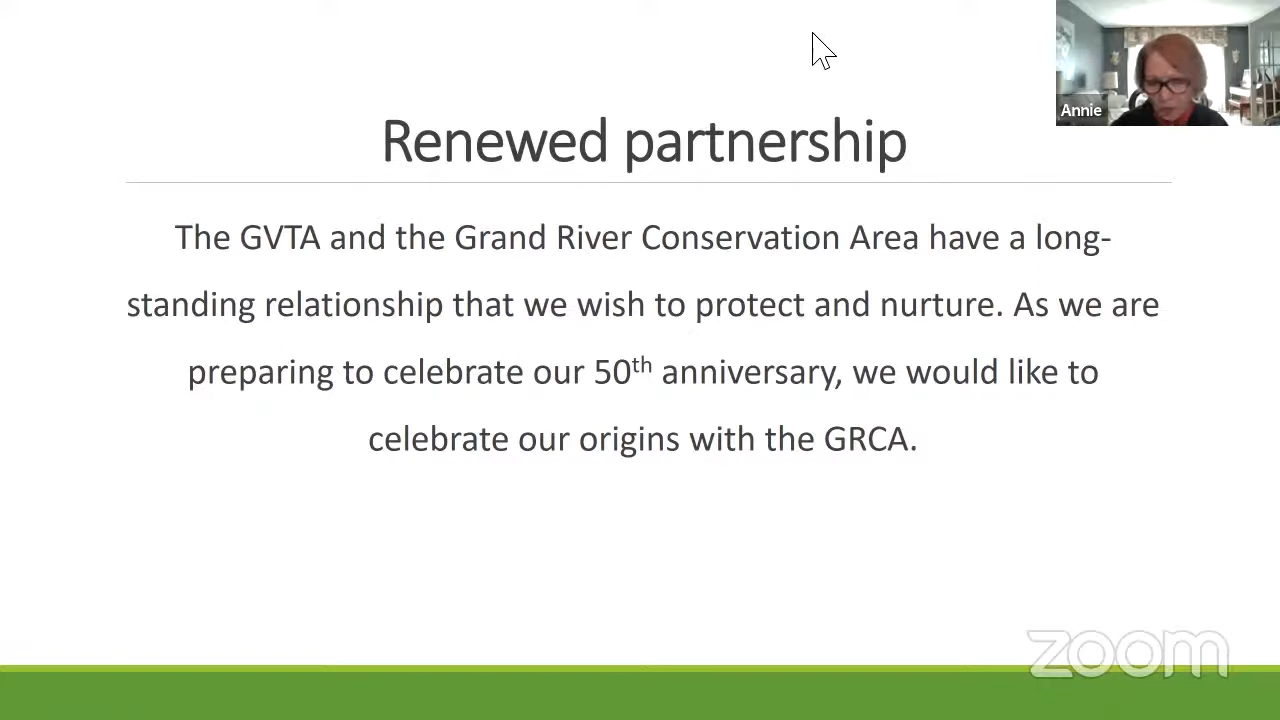 Annie
Renewed partnership
The GVTA and the Grand River Conservation Area have a long-
standing relationship that we wish to protect and nurture. As we are
preparing to celebrate our 50th anniversary, we would like to
celebrate our origins with the GRCA.
zoom